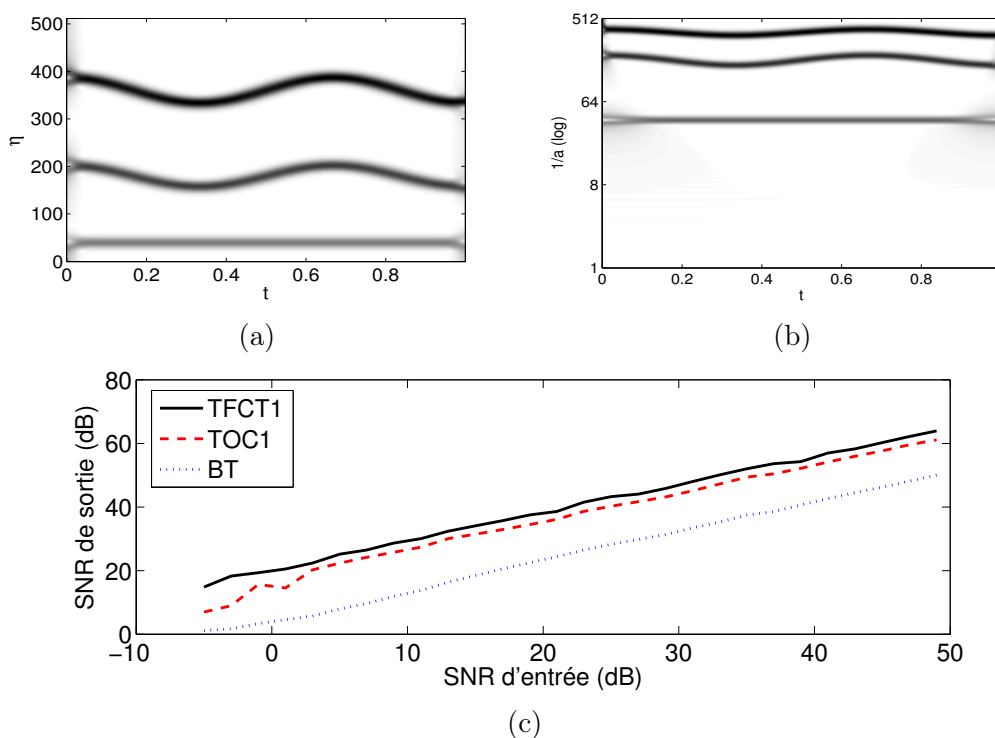 500
400
300
200
100
0
η
0 0.2 0.4 0.6 0.8
t
(a)
512
64
8
1
1/a (log)
0 0.2 0.4 0.6 0.8
t
(b)
80
60
40
20
0
SNR de sortie (dB)
TFCT1
TOC1
BT
−10 0 10 20 30 40 50
SNR d'entrée (dB)
(c)